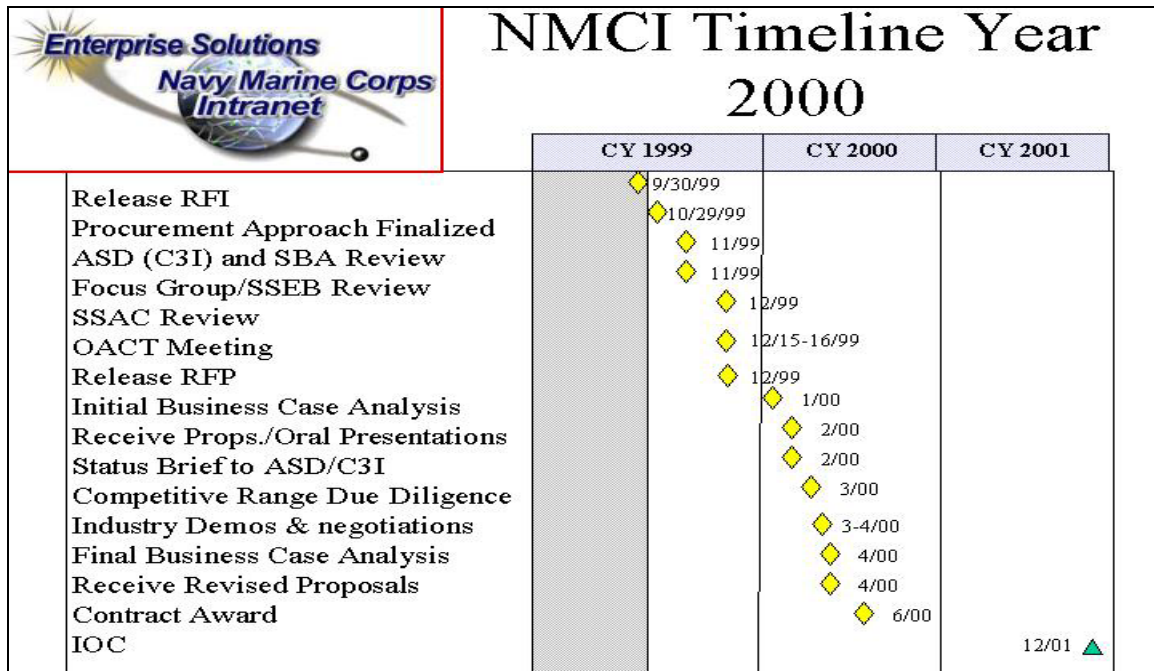 Enterprise Solutions
Navy Marine Corps
Intranet
NMCI Timeline Year
2000
CY 1999 CY 2000 CY 2001
Release RFI 9/30/99
Procurement Approach Finalized 10/29/99
ASD (C3I) and SBA Review 11/99
Focus Group/SSEB Review 11/99
SSAC Review 12/99
OACT Meeting 12/15-16/99
Release RFP 12/99
Initial Business Case Analysis 1/00
Receive Props./Oral Presentations 2/00
Status Brief to ASD/C3I 2/00
Competitive Range Due Diligence 3/00
Industry Demos & negotiations 3-4/00
Final Business Case Analysis 4/00
Receive Revised Proposals 4/00
Contract Award 6/00
IOC 12/01